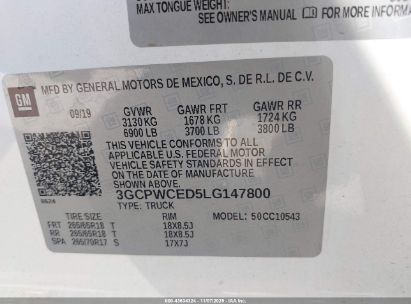 MAX TONGUE WEIGHT:
SEE OWNER'S MANUAL FOR MORE INFORMA
GM
MFD BY GENERAL MOTORS DE MEXICO, S. DE R.L. DE C.V.
09/19 GVWR GAWR FRT GAWR RR
3130 KG 1678 KG 1724 KG
6900 LB 3700 LB 3800 LB
THIS VEHICLE CONFORMS TO ALL
APPLICABLE U.S. FEDERAL MOTOR
VEHICLE SAFETY STANDARDS IN EFFECT
ON THE DATE OF MANUFACTURE
SHOWN ABOVE.
3GCPWCED5LG147800
TYPE: TRUCK
TIRE SIZE RIM MODEL: 50CC10543
FRT 265/65R18 T 18X8.5J
RR 265/65R18 T 18X8.5J
SPA 265/70R17 S 17X7J